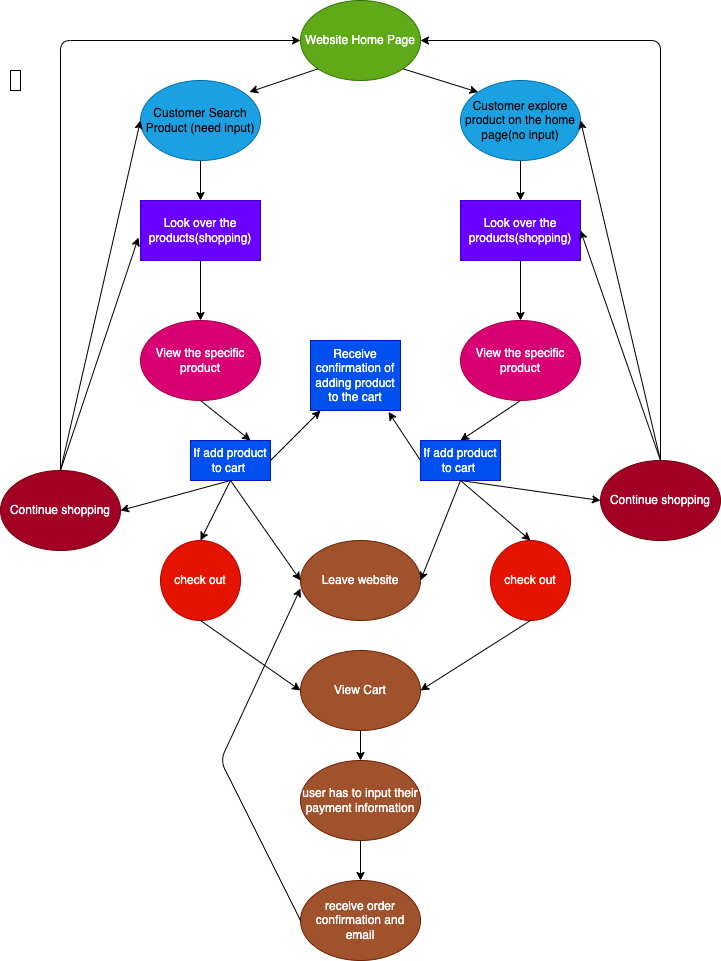 Website Home Page
Customer Search
Product (need input)
Customer explore
product on the home
page(no input)
Look over the
products(shopping)
Look over the
products(shopping)
View the specific
product
Receive
confirmation of
adding product
to the cart
View the specific
product
If add product
to cart
If add product
to cart
Continue shopping
Continue shopping
check out
Leave website
check out
View Cart
user has to input their
payment information
receive order
confirmation and
email